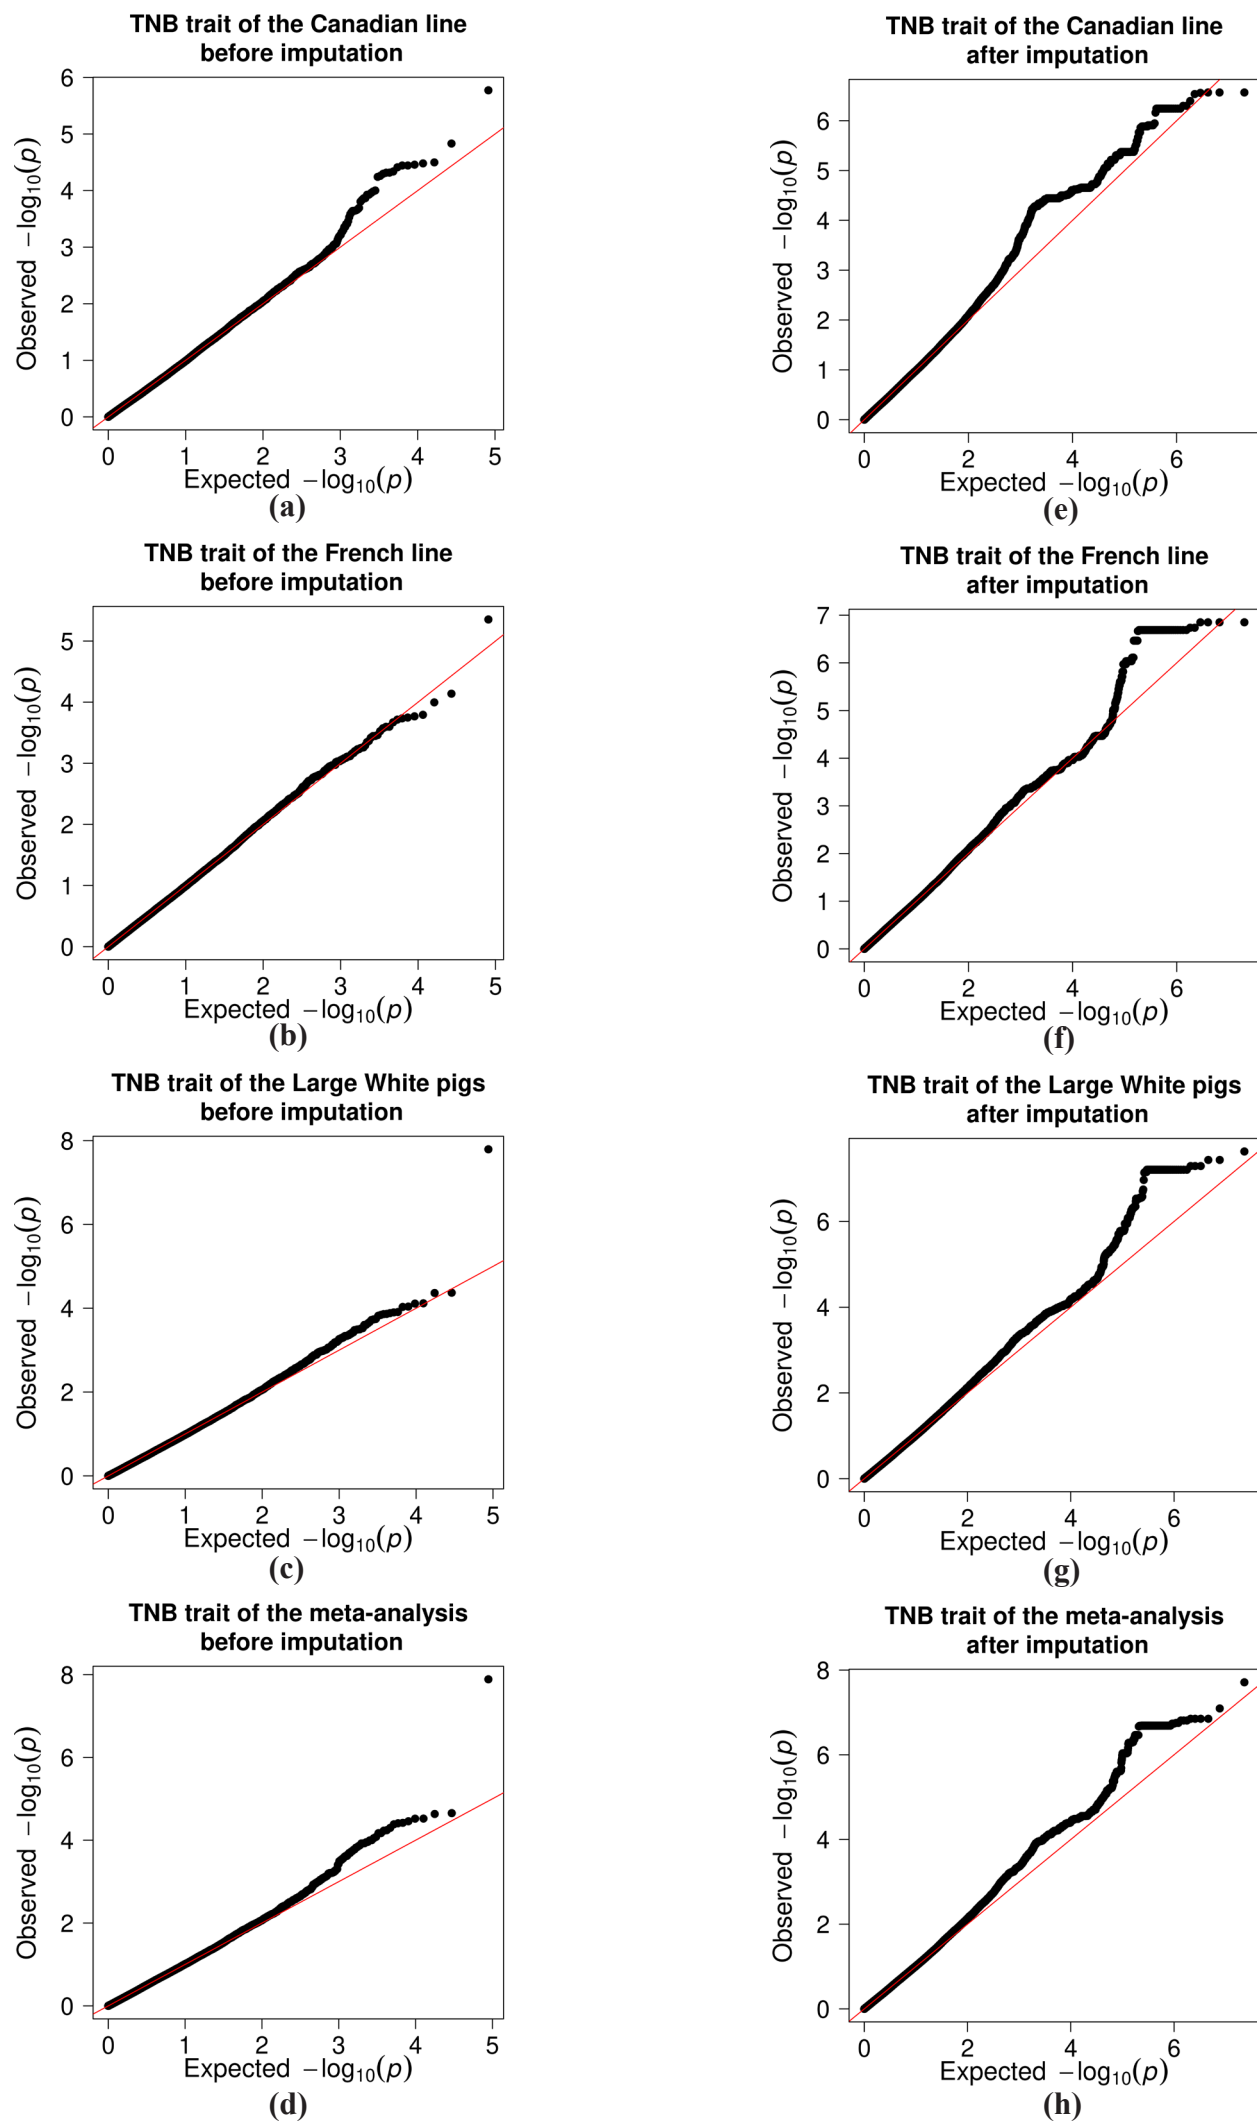 TNB trait of the Canadian line
before imputation
Observed −log10(p)
6
5
4
3
2
1
0
0 1 2 3 4 5
Expected −log10(p)
(a)
TNB trait of the Canadian line
after imputation
Observed −log10(p)
6
5
4
3
2
1
0
0 2 4 6
Expected −log10(p)
(e)
TNB trait of the French line
before imputation
Observed −log10(p)
5
4
3
2
1
0
0 1 2 3 4 5
Expected −log10(p)
(b)
TNB trait of the French line
after imputation
Observed −log10(p)
7
6
5
4
3
2
1
0
0 2 4 6
Expected −log10(p)
(f)
TNB trait of the Large White pigs
before imputation
Observed −log10(p)
8
6
4
2
0
0 1 2 3 4 5
Expected −log10(p)
(c)
TNB trait of the Large White pigs
after imputation
Observed −log10(p)
6
4
2
0
0 2 4 6
Expected −log10(p)
(g)
TNB trait of the meta-analysis
before imputation
Observed −log10(p)
8
6
4
2
0
0 1 2 3 4 5
Expected −log10(p)
(d)
TNB trait of the meta-analysis
after imputation
Observed −log10(p)
8
6
4
2
0
0 2 4 6
Expected −log10(p)
(h)